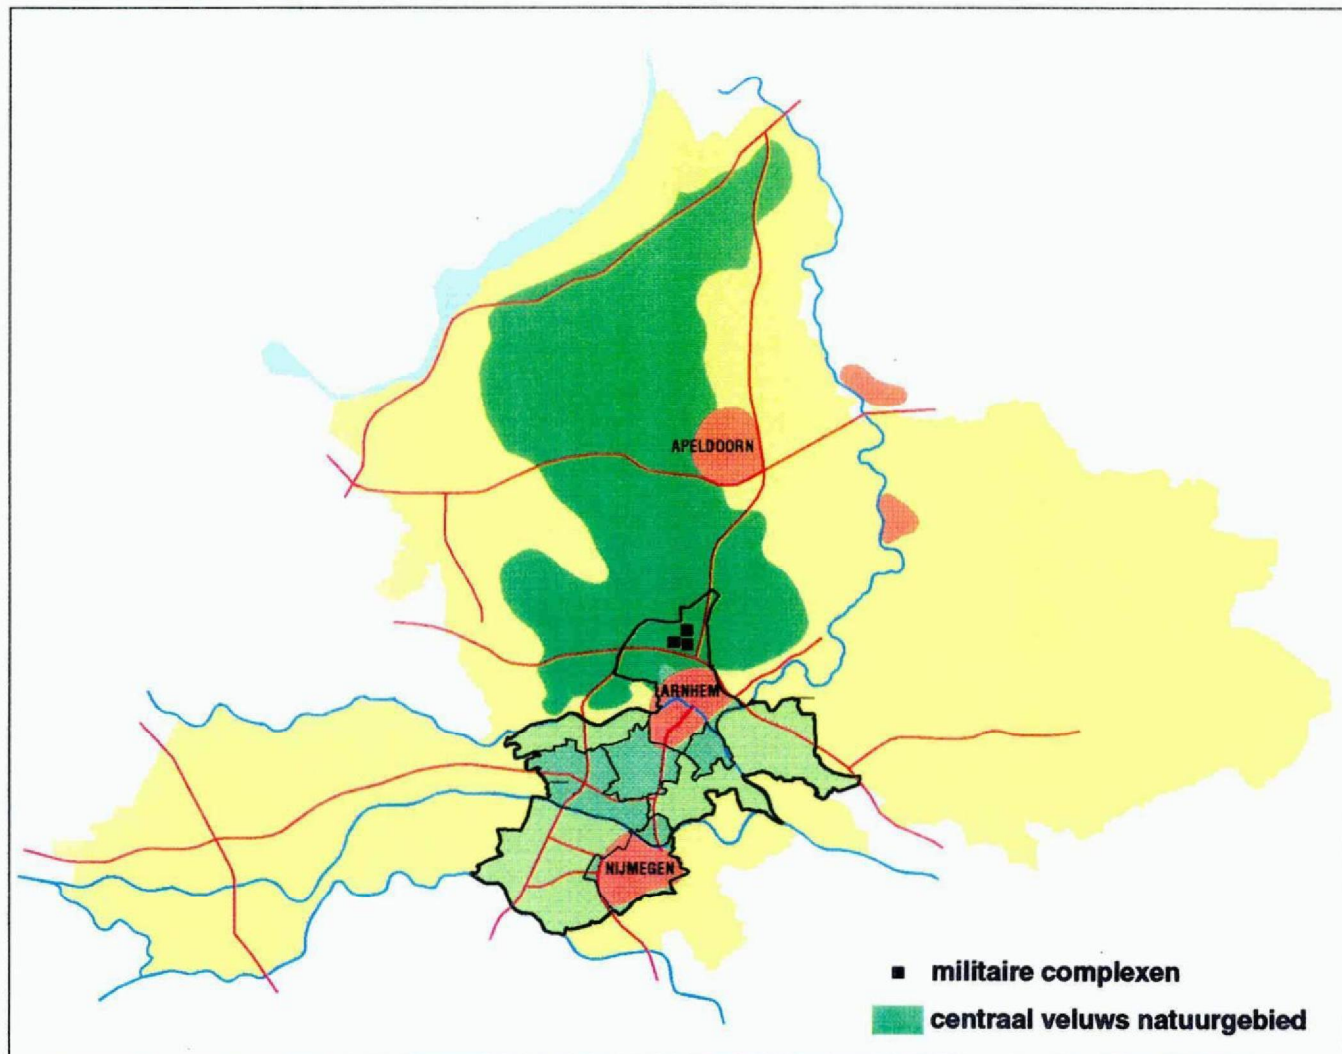 APELDOORN
ARNHEM
NIJMEGEN
militaire complexen
centraal veluws natuurgebied